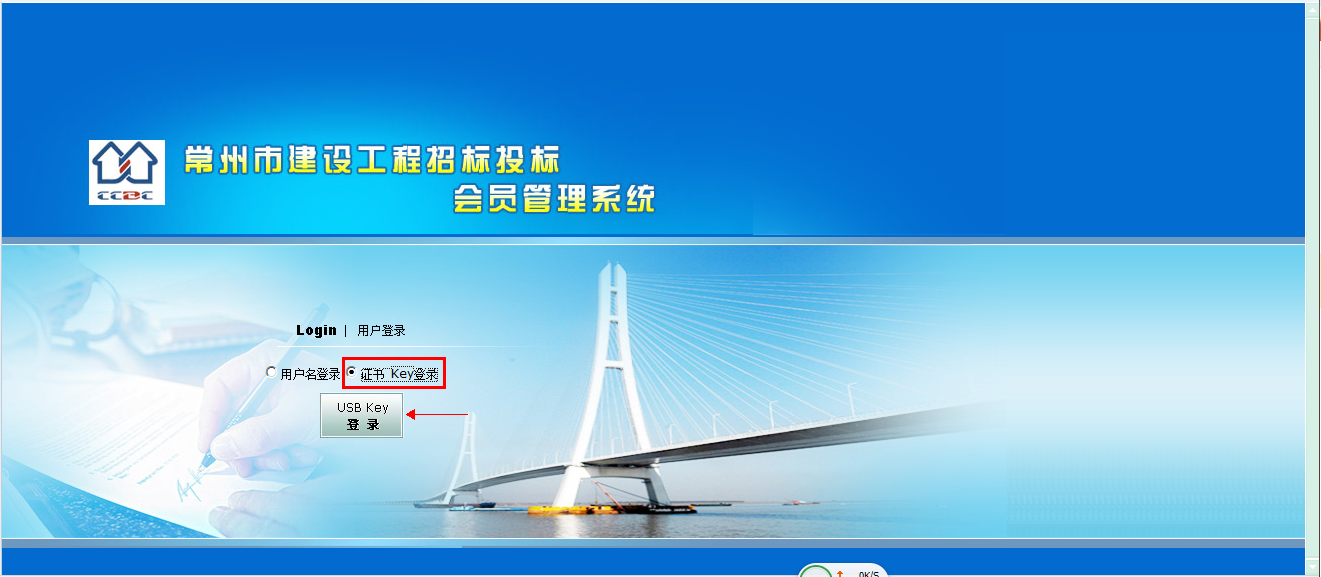 常州市建设工程招标投标
会员管理系统
CCBC
Login | 用户登录
用户名登录 证书 Key登录
USB Key
登 录
0K/S